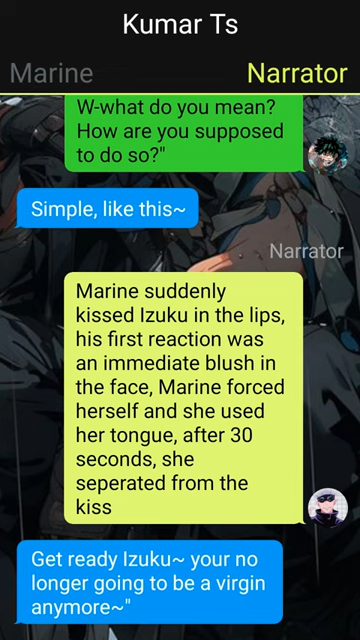 Kumar Ts
Marine
Narrator
W-what do you mean?
How are you supposed
to do so?"
Simple, like this~
Narrator
Marine suddenly
kissed Izuku in the lips,
his first reaction was
an immediate blush in
the face, Marine forced
herself and she used
her tongue, after 30
seconds, she
seperated from the
kiss
Get ready Izuku~ your no
longer going to be a virgin
anymore~"